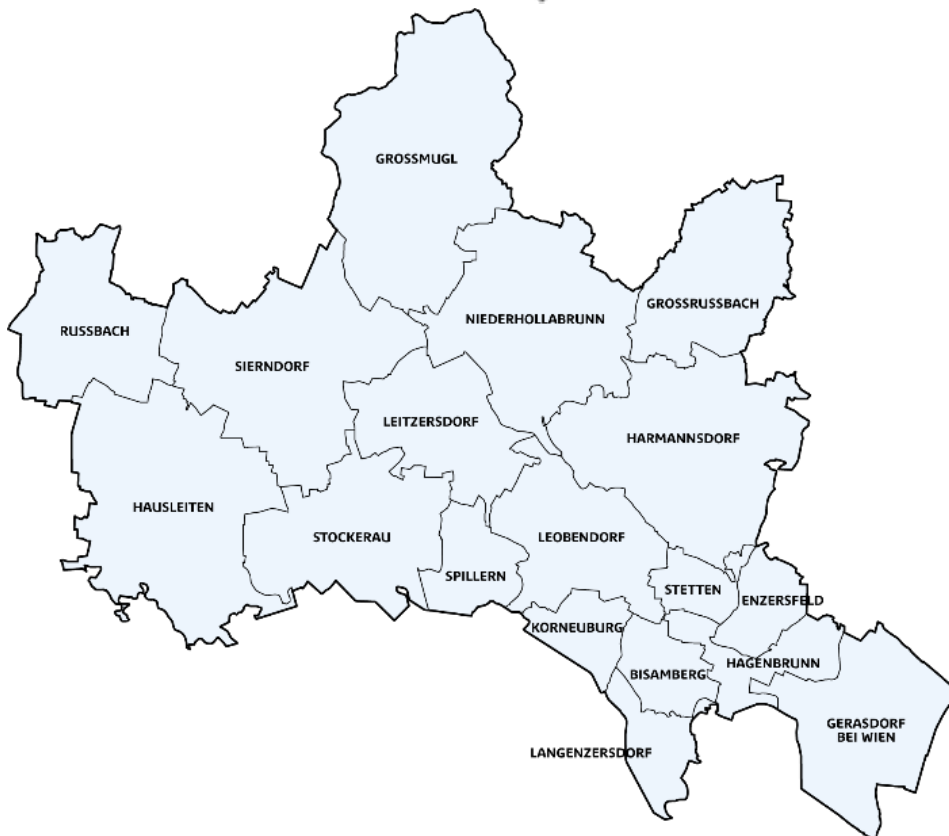 GROSSMUGL
GROSSRUSSBACH
NIEDERHOLLABRUNN
RUSSBACH
SIERNDORF
LEITZERSDORF
HARMANNSDORF
HAUSLEITEN
STOCKERAU
LEOBENDORF
SPILLERN
STETTEN
ENZERSFELD
KORNEUBURG
HAGENBRUNN
BISAMBERG
GERASDORF
BEI WIEN
LANGENZERSDORF